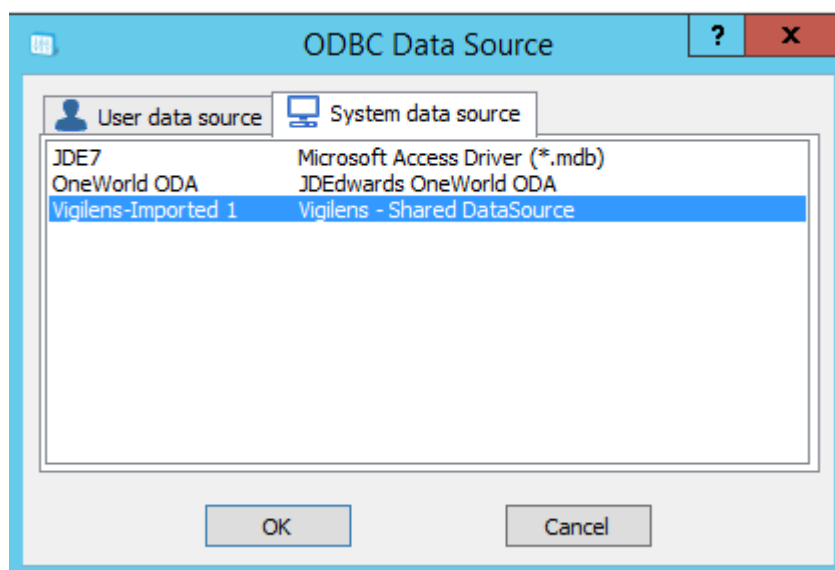 ODBC Data Source ? x
User data source System data source
JDE7 Microsoft Access Driver (*.mdb)
OneWorld ODA JDEdwards OneWorld ODA
Vigilens-Imported 1 Vigilens - Shared DataSource
OK Cancel